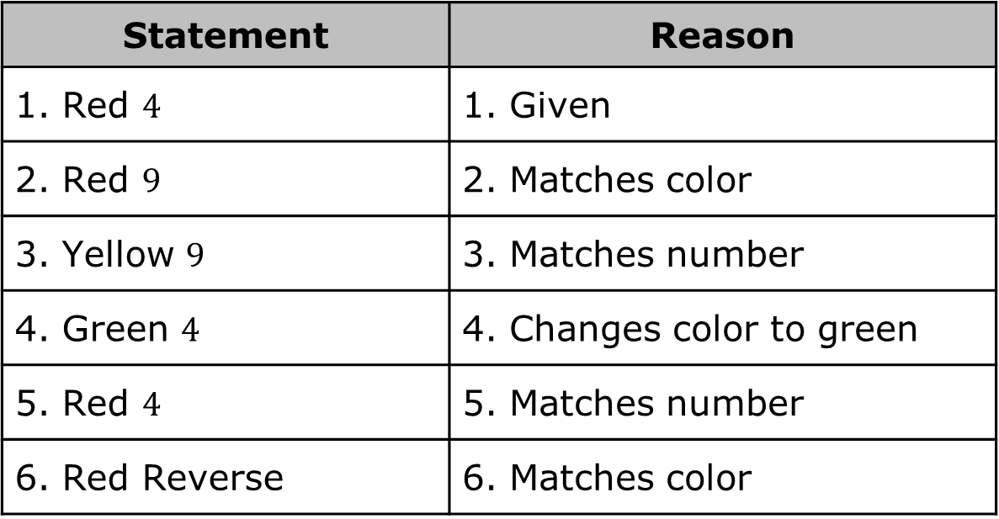 Statement Reason
1. Red 4 1. Given
2. Red 9 2. Matches color
3. Yellow 9 3. Matches number
4. Green 4 4. Changes color to green
5. Red 4 5. Matches number
6. Red Reverse 6. Matches color